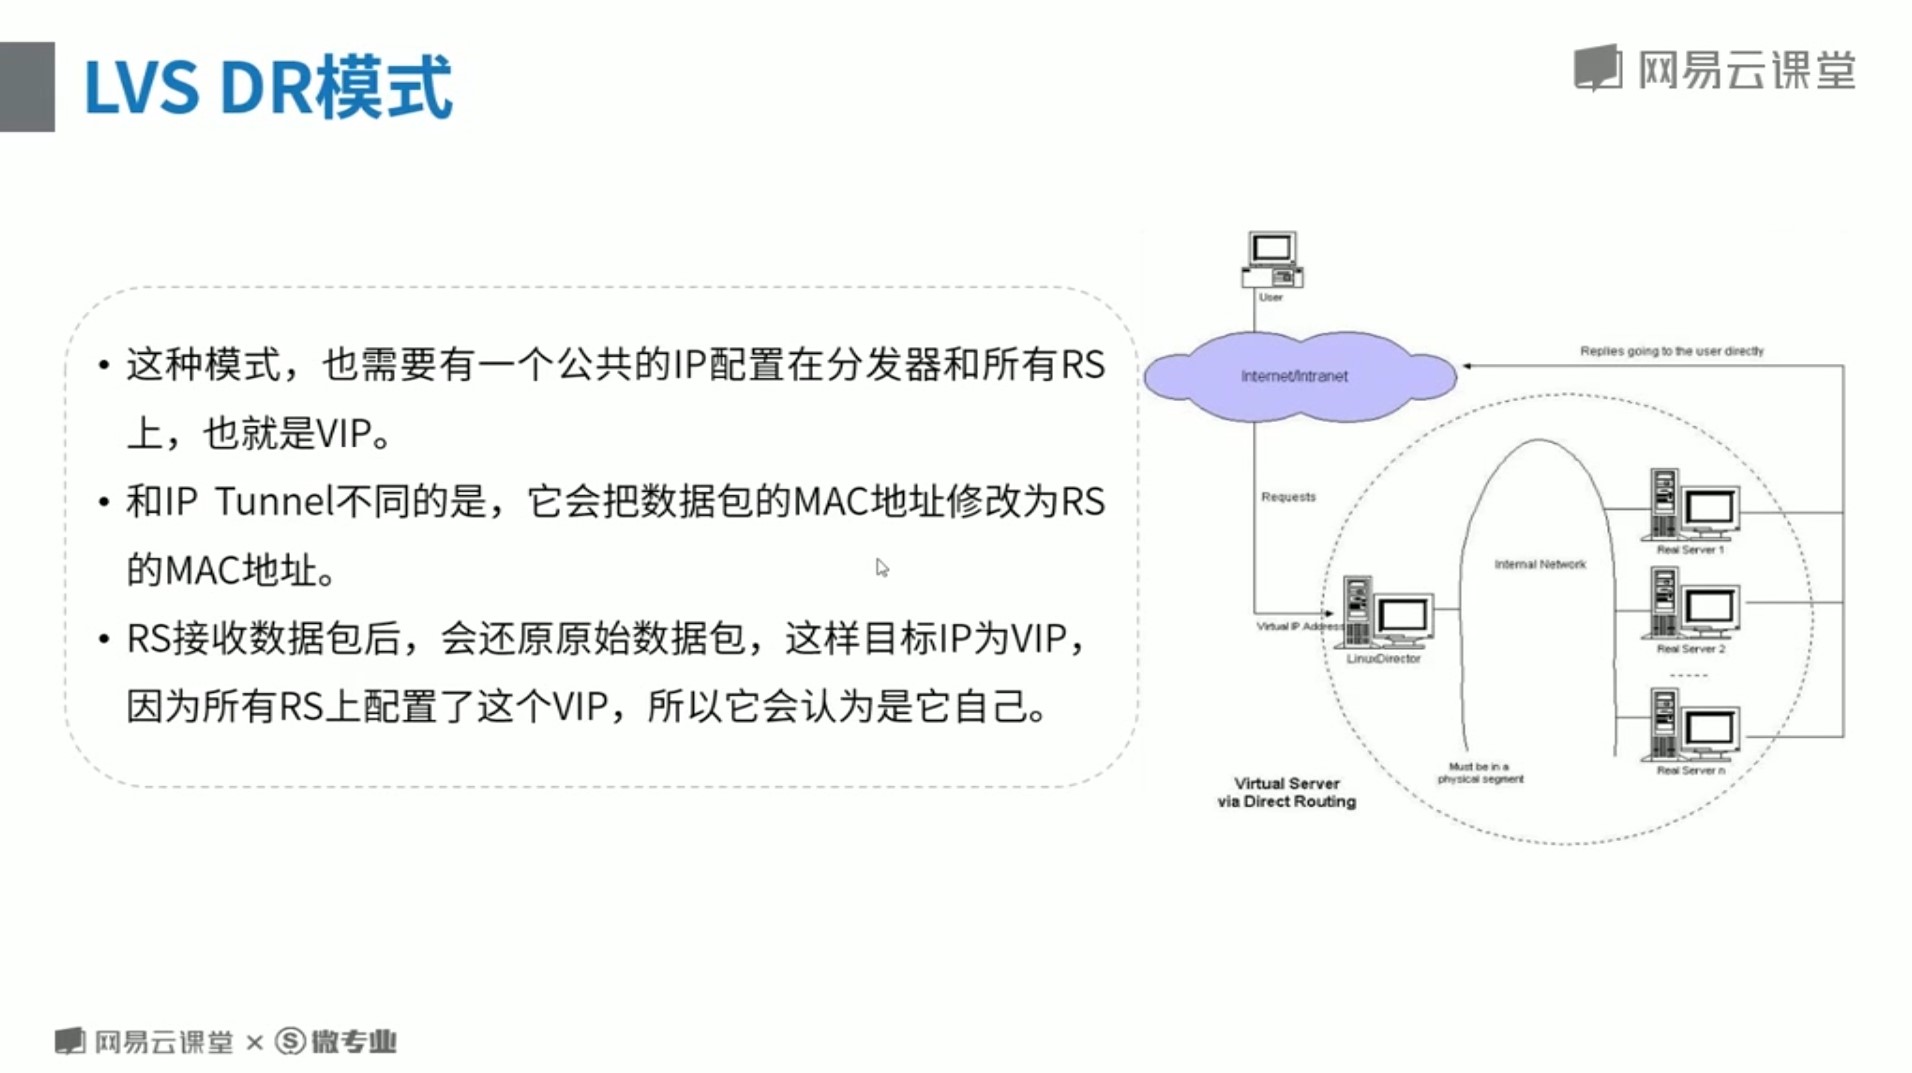 LVS DR模式
网易云课堂
• 这种模式，也需要有一个公共的IP配置在分发器和所有RS
上，也就是VIP。
• 和IP Tunnel不同的是，它会把数据包的MAC地址修改为RS
的MAC地址。
• RS接收数据包后，会还原原始数据包，这样目标IP为VIP，
因为所有RS上配置了这个VIP，所以它会认为是它自己。
User
Internet/Intranet
Replies going to the user directly
Requests
Virtual IP Address
LinuxDirector
Internal Network
Real Server 1
Real Server 2
Real Server n
Must be in a
physical segment
Virtual Server
via Direct Routing
网易云课堂 × 微专业